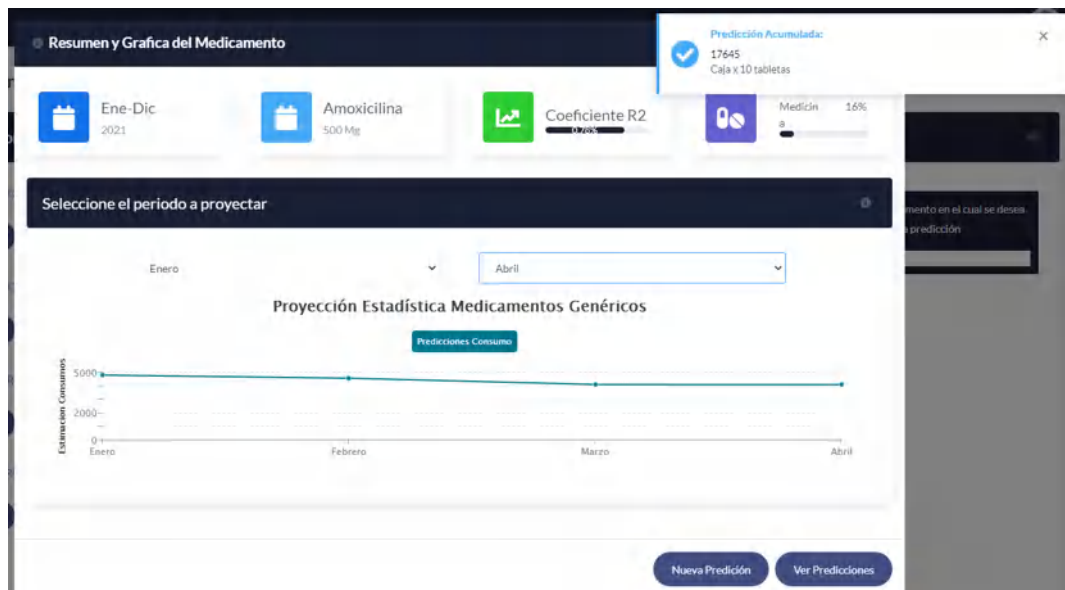 Resumen y Grafica del Medicamento
Predicción Acumulada:
17645
Caja x 10 tabletas
Ene-Dic
2021
Amoxicilina
500 Mg
Coeficiente R2
0.76%
Medicin
a
16%
Seleccione el periodo a proyectar
mento en el cual se desea
predicción
Enero
Abril
Proyección Estadística Medicamentos Genéricos
Predicciones Consumo
Estimacion Consumos
5000
2000
0
Enero
Febrero
Marzo
Abril
Nueva Predición
Ver Predicciones